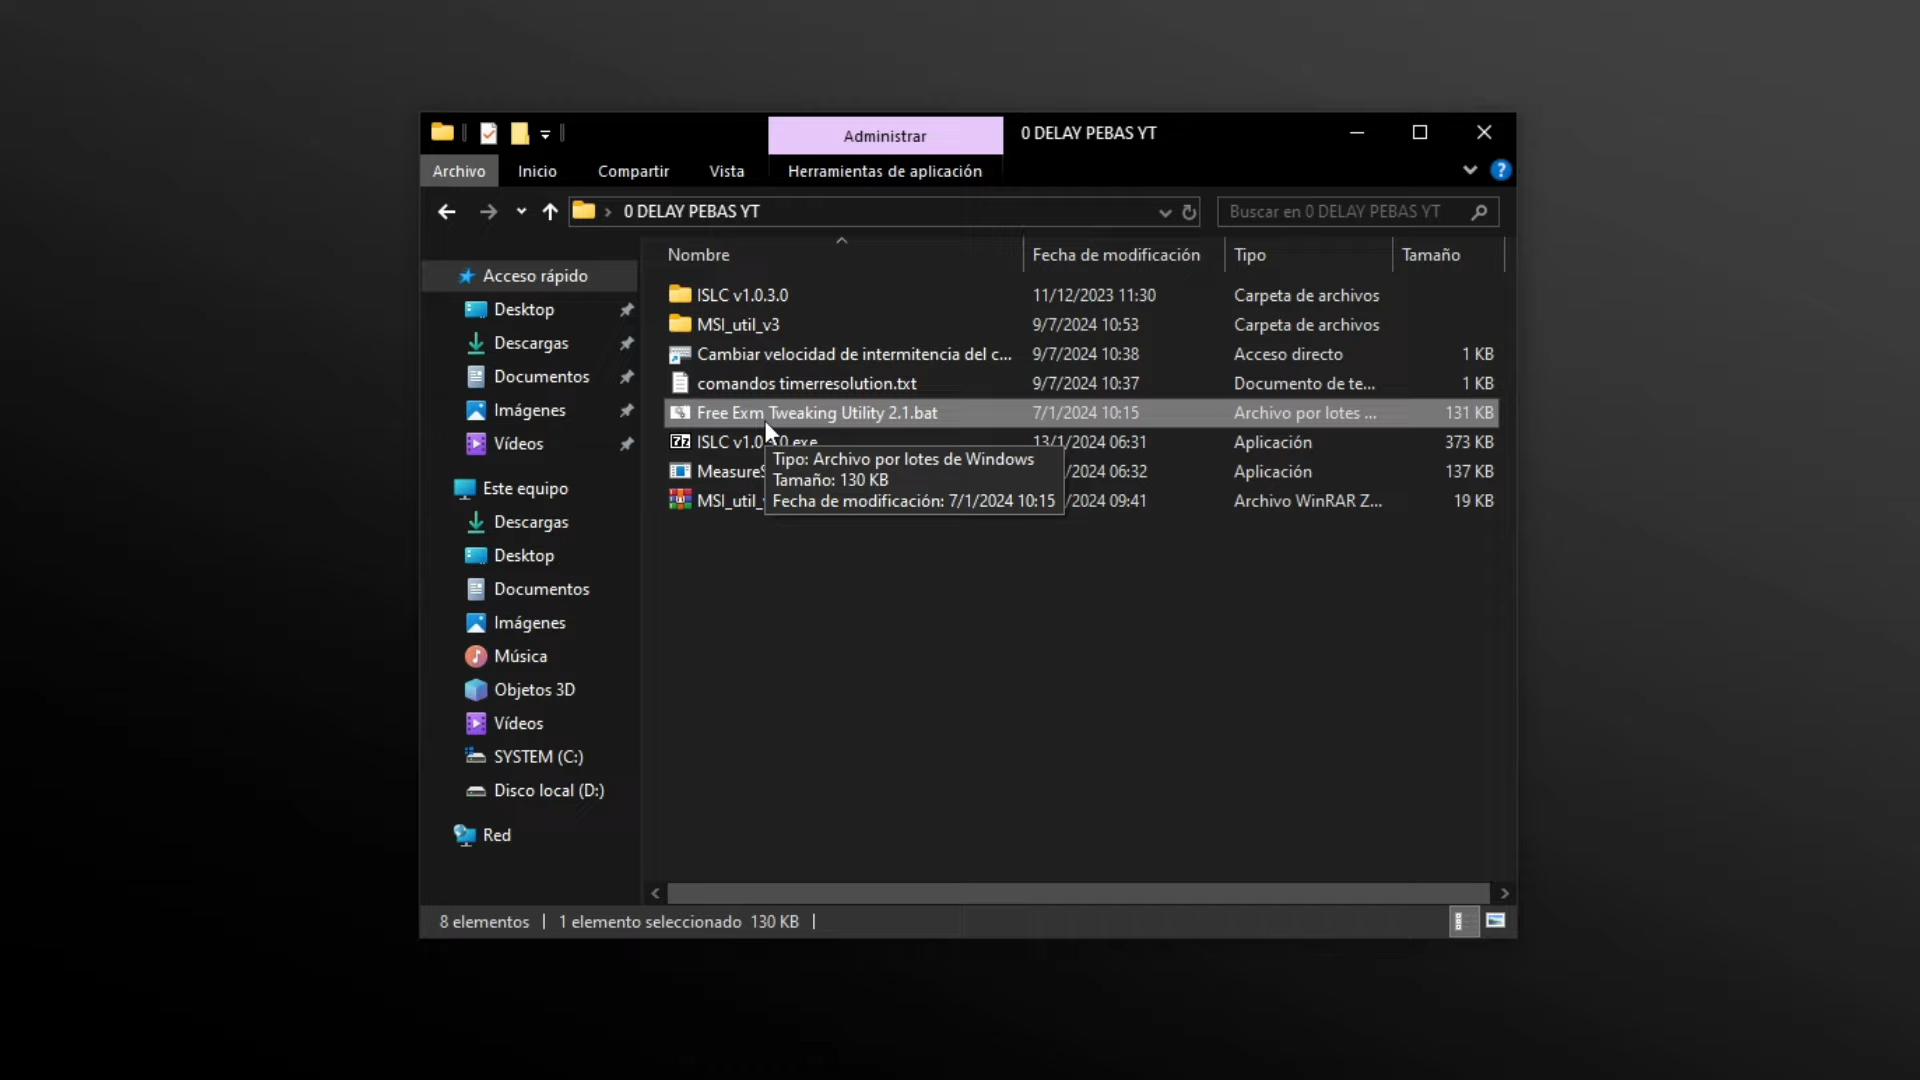 Administrar
0 DELAY PEBAS YT
Archivo
Inicio
Compartir
Vista
Herramientas de aplicación
?
0 DELAY PEBAS YT
Buscar en 0 DELAY PEBAS YT
Nombre
Fecha de modificación
Tipo
Tamaño
Acceso rápido
Desktop
Descargas
Documentos
Imágenes
Vídeos
Este equipo
Descargas
Desktop
Documentos
Imágenes
Música
Objetos 3D
Vídeos
SYSTEM (C:)
Disco local (D:)
Red
ISLC v1.0.3.0 11/12/2023 11:30 Carpeta de archivos
MSI_util_v3 9/7/2024 10:53 Carpeta de archivos
Cambiar velocidad de intermitencia del c... 9/7/2024 10:38 Acceso directo 1 KB
comandos timerresolution.txt 9/7/2024 10:37 Documento de te... 1 KB
Free Exm Tweaking Utility 2.1.bat 7/1/2024 10:15 Archivo por lotes ... 131 KB
ISLC 13/1/2024 06:31 Aplicación 373 KB
/2024 06:32 Aplicación 137 KB
MSI_util_ /2024 09:41 Archivo WinRAR Z... 19 KB
Tipo: Archivo por lotes de Windows
Tamaño: 130 KB
Fecha de modificación: 7/1/2024 10:15
8 elementos
1 elemento seleccionado 130 KB